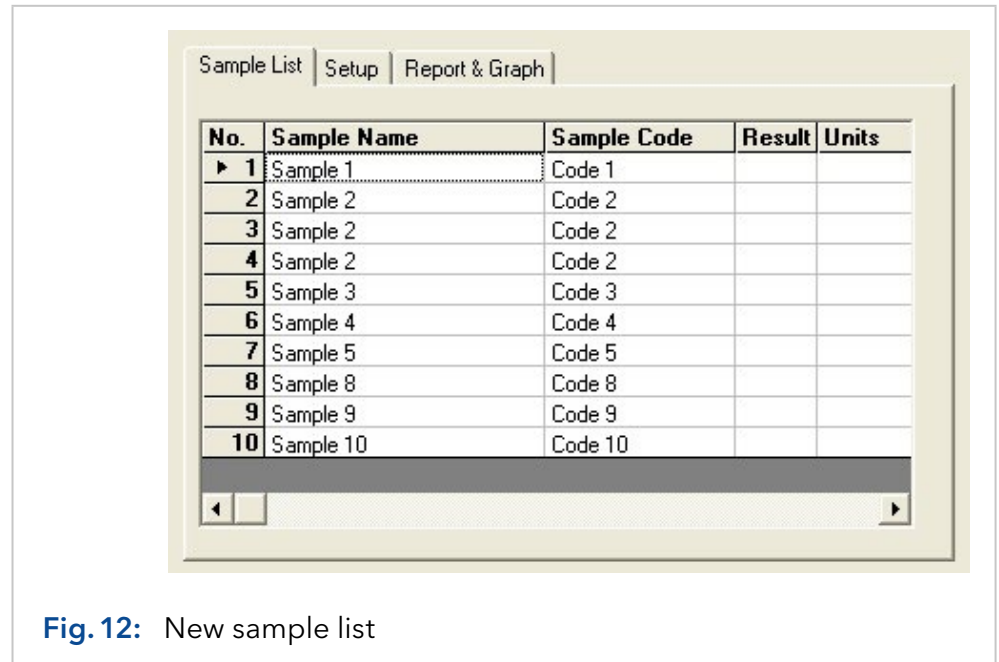 Sample List Setup Report & Graph
No. Sample Name Sample Code Result Units
1 Sample 1 Code 1
2 Sample 2 Code 2
3 Sample 2 Code 2
4 Sample 2 Code 2
5 Sample 3 Code 3
6 Sample 4 Code 4
7 Sample 5 Code 5
8 Sample 8 Code 8
9 Sample 9 Code 9
10 Sample 10 Code 10
Fig. 12: New sample list